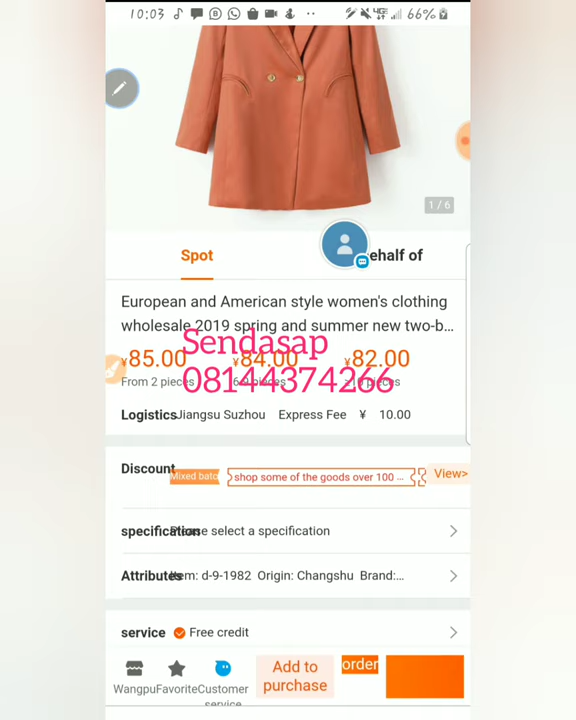 10:03
66%
1 / 6
Spot
ehalf of
European and American style women's clothing
wholesale 2019 spring and summer new two-b...
Sendasap
¥85.00 ¥84.00 ¥82.00
08144374266
From 2 pieces pieces pieces
Logistics Jiangsu Suzhou Express Fee ¥ 10.00
Discount Mixed batc shop some of the goods over 100 ... View>
specification Please select a specification
Attributes Item: d-9-1982 Origin: Changshu Brand:...
service Free credit
Add to purchase
order
Wangpu Favorite Customer service